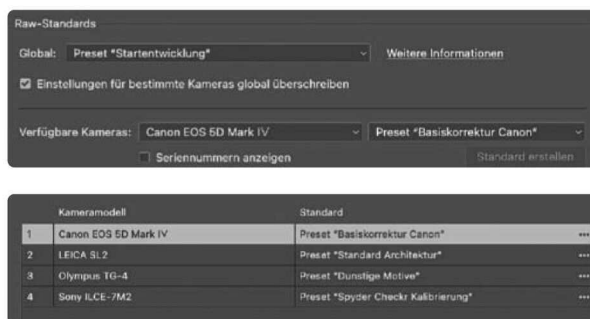 Raw-Standards
Global: Preset "Startentwicklung" Weitere Informationen
Einstellungen für bestimmte Kameras global überschreiben
Verfügbare Kameras: Canon EOS 5D Mark IV Preset "Basiskorrektur Canon"
Seriennummern anzeigen Standard erstellen
Kameramodell Standard
1 Canon EOS 5D Mark IV Preset "Basiskorrektur Canon"
2 LEICA SL2 Preset "Standard Architektur"
3 Olympus TG-4 Preset "Dunstige Motive"
4 Sony ILCE-7M2 Preset "Spyder Checkr Kalibrierung"